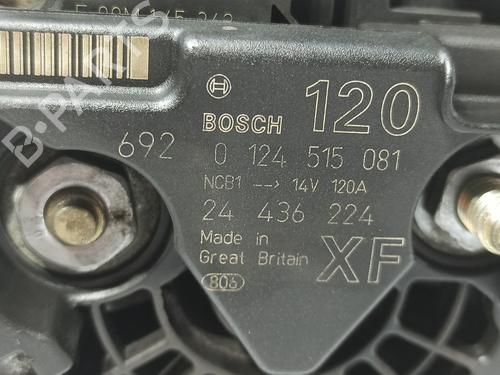 B-PARTS
BOSCH 120
692 0 124 515 081
NCB1 --> 14V 120A
24 436 224
Made in
Great Britain XF
806